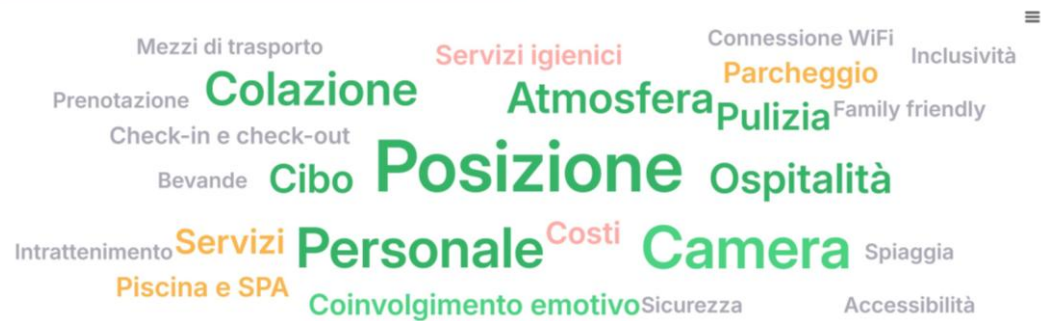 Mezzi di trasporto
Servizi igienici
Connessione WiFi
Inclusività
Parcheggio
Colazione
Prenotazione
Atmosfera
Pulizia
Family friendly
Check-in e check-out
Posizione
Bevande
Cibo
Ospitalità
Intrattenimento
Servizi
Personale
Costi
Camera
Spiaggia
Piscina e SPA
Coinvolgimento emotivo
Sicurezza
Accessibilità